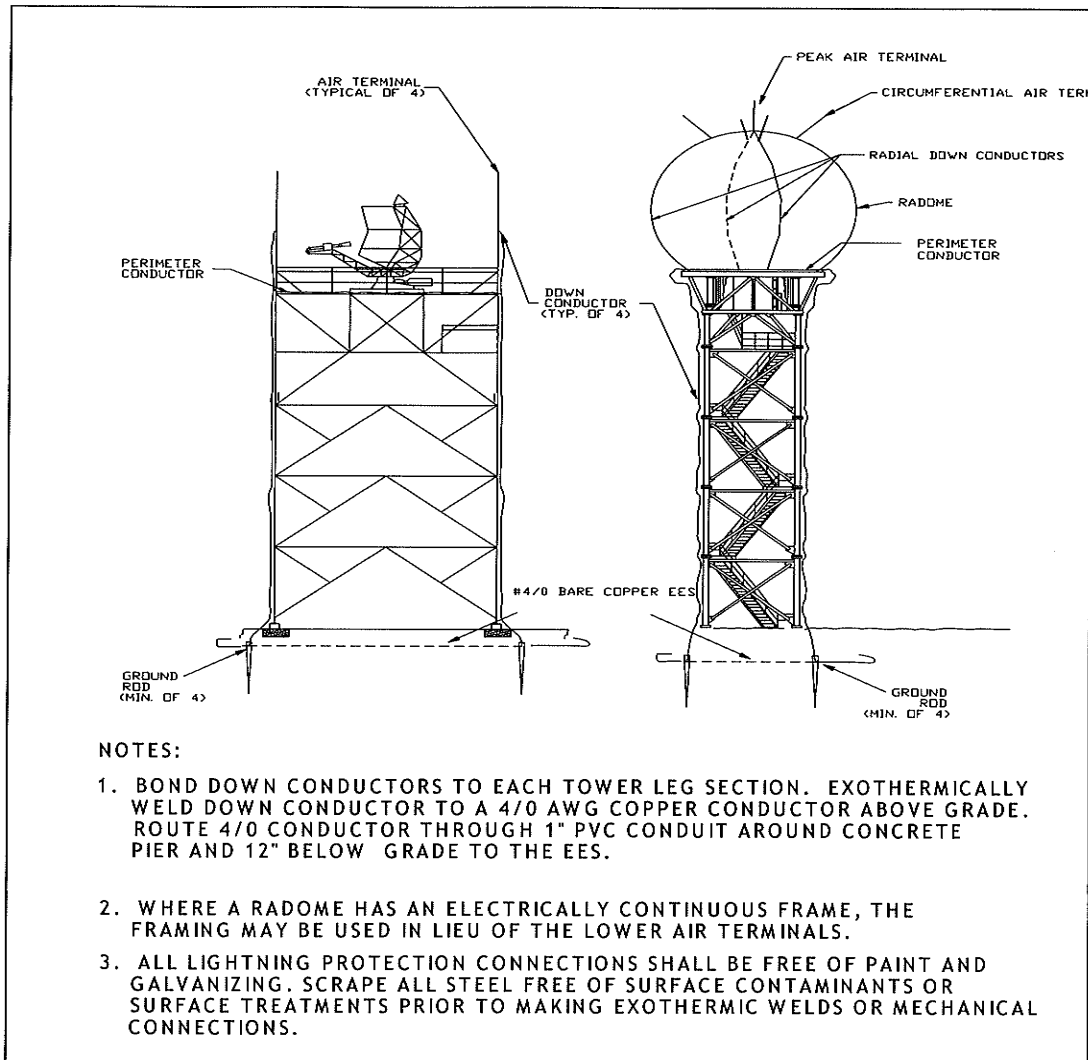 PEAK AIR TERMINAL
AIR TERMINAL
(TYPICAL OF 4)
CIRCUMFERENTIAL AIR TERM
RADIAL DOWN CONDUCTORS
RADOME
PERIMETER
CONDUCTOR
PERIMETER
CONDUCTOR
DOWN
CONDUCTOR
(TYP. OF 4)
#4/0 BARE COPPER EES
GROUND
ROD
(MIN. OF 4)
GROUND
ROD
(MIN. OF 4)
NOTES:
1. BOND DOWN CONDUCTORS TO EACH TOWER LEG SECTION. EXOTHERMICALLY
WELD DOWN CONDUCTOR TO A 4/0 AWG COPPER CONDUCTOR ABOVE GRADE.
ROUTE 4/0 CONDUCTOR THROUGH 1" PVC CONDUIT AROUND CONCRETE
PIER AND 12" BELOW GRADE TO THE EES.
2. WHERE A RADOME HAS AN ELECTRICALLY CONTINUOUS FRAME, THE
FRAMING MAY BE USED IN LIEU OF THE LOWER AIR TERMINALS.
3. ALL LIGHTNING PROTECTION CONNECTIONS SHALL BE FREE OF PAINT AND
GALVANIZING. SCRAPE ALL STEEL FREE OF SURFACE CONTAMINANTS OR
SURFACE TREATMENTS PRIOR TO MAKING EXOTHERMIC WELDS OR MECHANICAL
CONNECTIONS.